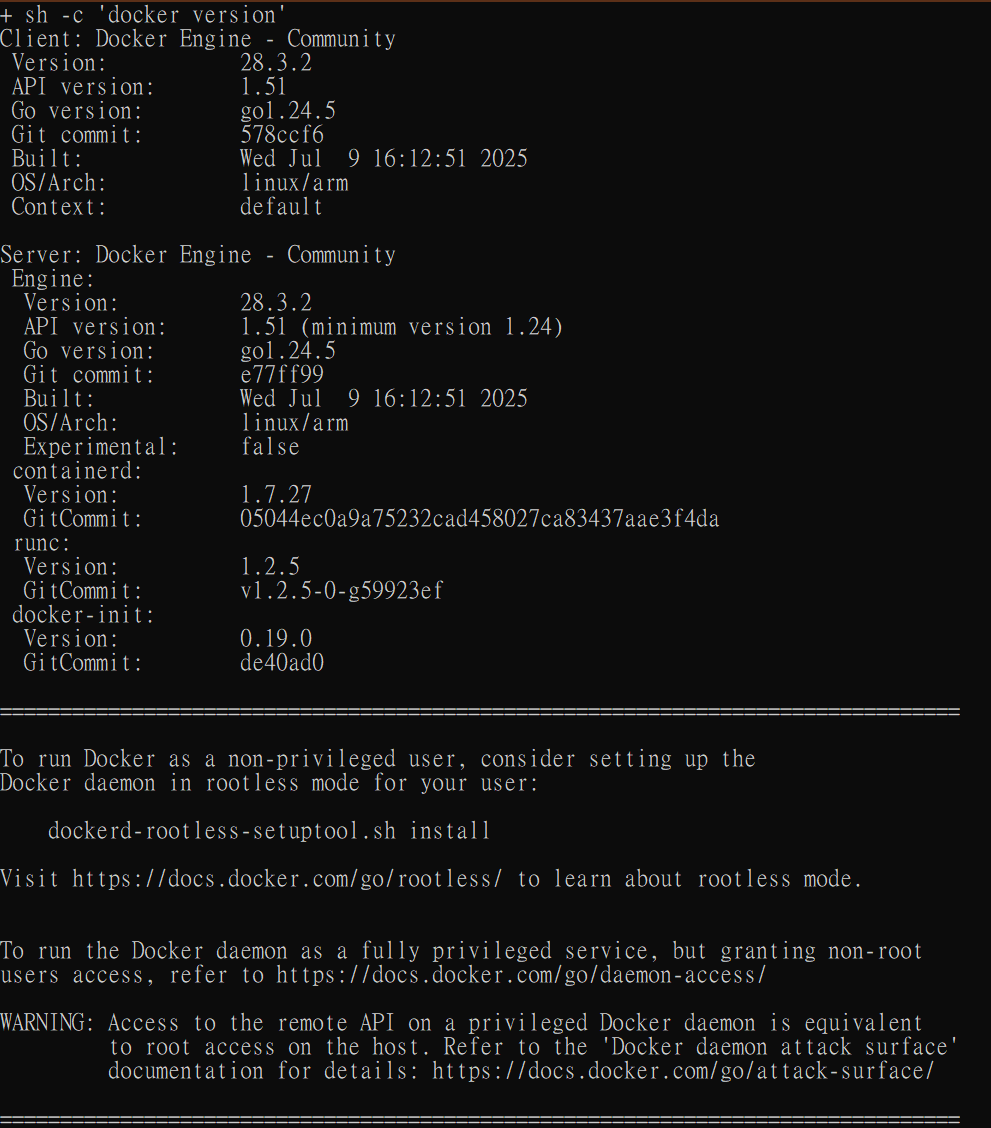 + sh -c 'docker version'
Client: Docker Engine - Community
 Version:           28.3.2
 API version:       1.51
 Go version:        go1.24.5
 Git commit:        578ccf6
 Built:             Wed Jul  9 16:12:51 2025
 OS/Arch:           linux/arm
 Context:           default

Server: Docker Engine - Community
 Engine:
  Version:          28.3.2
  API version:      1.51 (minimum version 1.24)
  Go version:       go1.24.5
  Git commit:       e77ff99
  Built:            Wed Jul  9 16:12:51 2025
  OS/Arch:          linux/arm
  Experimental:     false
 containerd:
  Version:          1.7.27
  GitCommit:        05044ec0a9a75232cad458027ca83437aae3f4da
 runc:
  Version:          1.2.5
  GitCommit:        v1.2.5-0-g59923ef
 docker-init:
  Version:          0.19.0
  GitCommit:        de40ad0

================================================================================

To run Docker as a non-privileged user, consider setting up the
Docker daemon in rootless mode for your user:

    dockerd-rootless-setuptool.sh install

Visit https://docs.docker.com/go/rootless/ to learn about rootless mode.


To run the Docker daemon as a fully privileged service, but granting non-root
users access, refer to https://docs.docker.com/go/daemon-access/

WARNING: Access to the remote API on a privileged Docker daemon is equivalent
         to root access on the host. Refer to the 'Docker daemon attack surface'
         documentation for details: https://docs.docker.com/go/attack-surface/

================================================================================